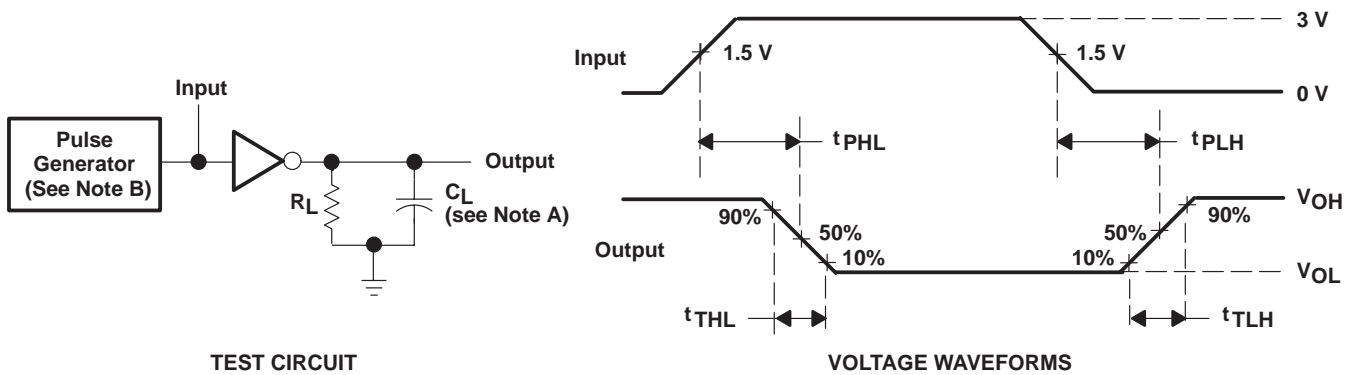 Input
Pulse
Generator
(See Note B)
Output
RL
CL
(see Note A)
TEST CIRCUIT
3 V
Input
1.5 V
1.5 V
0 V
tPHL
tPLH
VOH
90%
50%
10%
Output
90%
50%
10%
VOL
tTHL
tTLH
VOLTAGE WAVEFORMS